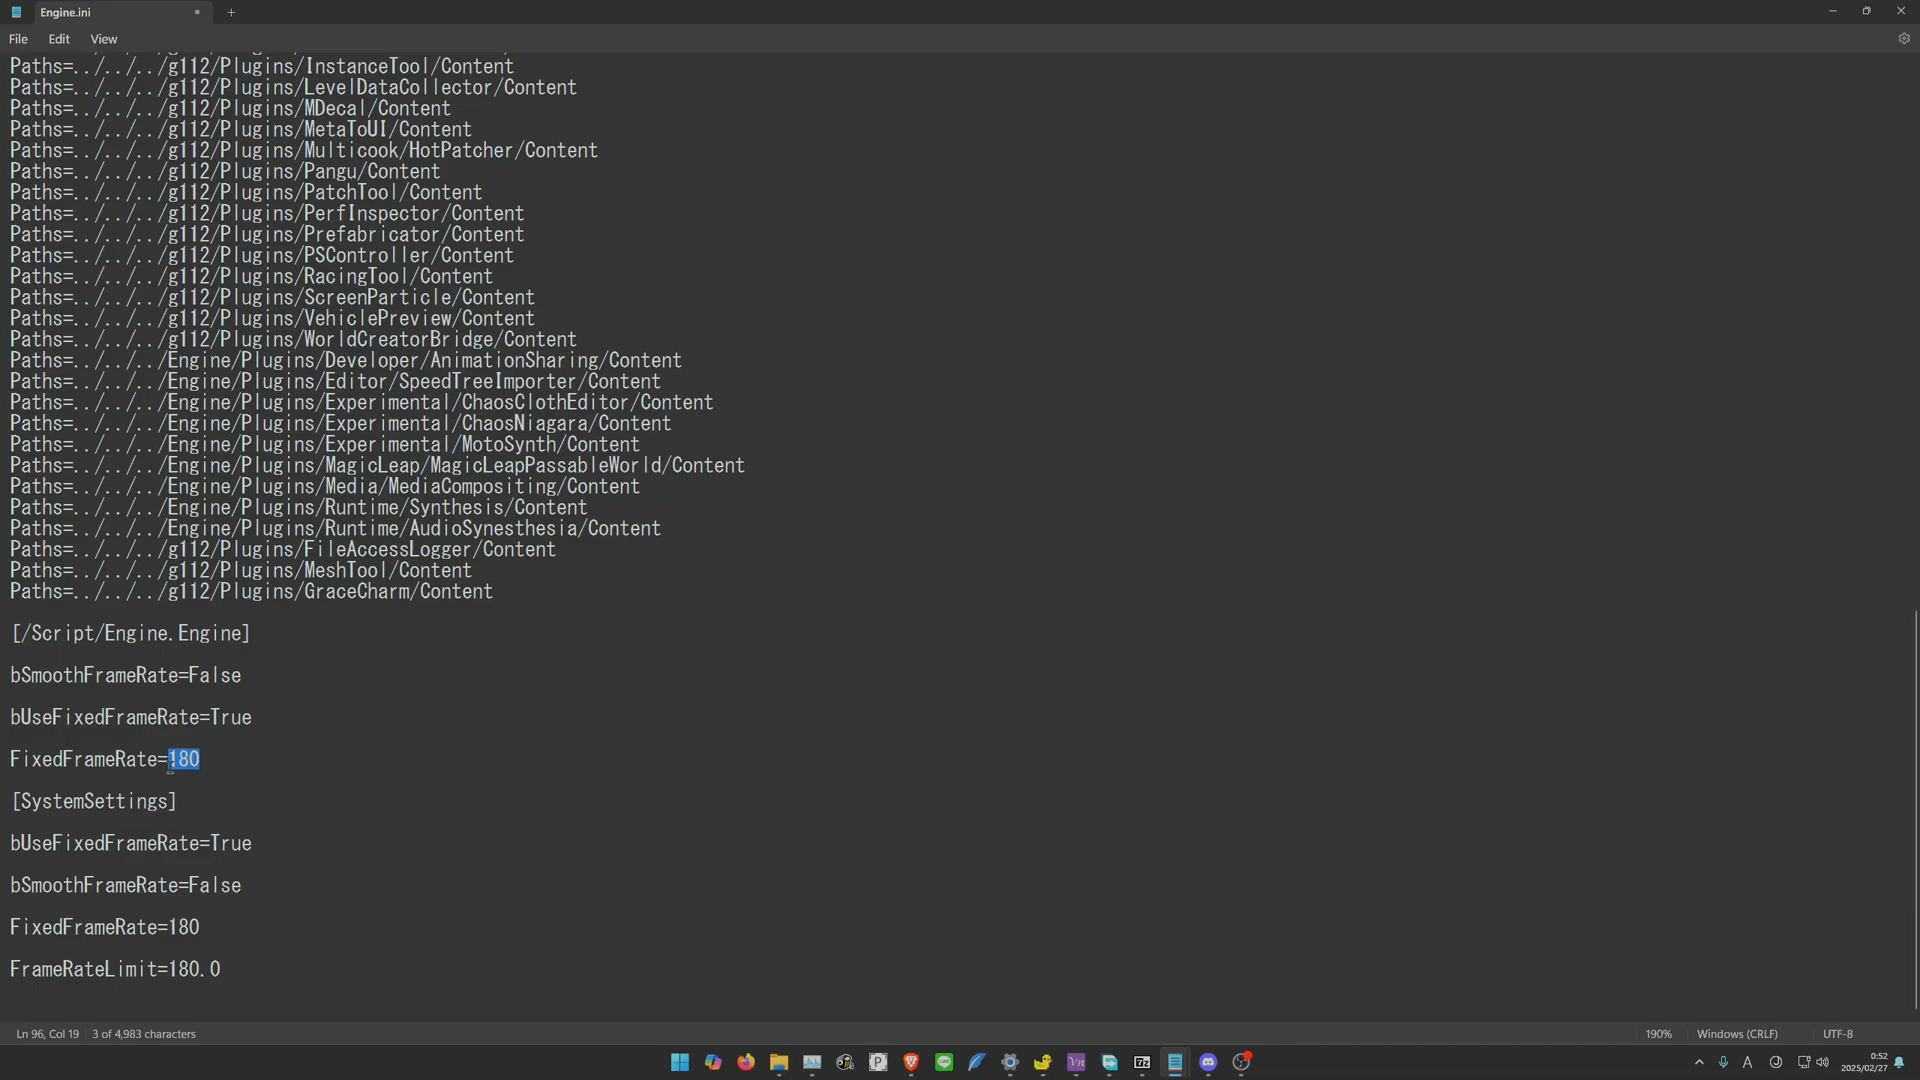 Engine.ini
File Edit View
Paths=../../../g112/Plugins/InstanceTool/Content
Paths=../../../g112/Plugins/LevelDataCollector/Content
Paths=../../../g112/Plugins/MDecal/Content
Paths=../../../g112/Plugins/MetaToUI/Content
Paths=../../../g112/Plugins/Multicook/HotPatcher/Content
Paths=../../../g112/Plugins/Pangu/Content
Paths=../../../g112/Plugins/PatchTool/Content
Paths=../../../g112/Plugins/PerfInspector/Content
Paths=../../../g112/Plugins/Prefabricator/Content
Paths=../../../g112/Plugins/PSController/Content
Paths=../../../g112/Plugins/RacingTool/Content
Paths=../../../g112/Plugins/ScreenParticle/Content
Paths=../../../g112/Plugins/VehiclePreview/Content
Paths=../../../g112/Plugins/WorldCreatorBridge/Content
Paths=../../../Engine/Plugins/Developer/AnimationSharing/Content
Paths=../../../Engine/Plugins/Editor/SpeedTreeImporter/Content
Paths=../../../Engine/Plugins/Experimental/ChaosClothEditor/Content
Paths=../../../Engine/Plugins/Experimental/ChaosNiagara/Content
Paths=../../../Engine/Plugins/Experimental/MotoSynth/Content
Paths=../../../Engine/Plugins/MagicLeap/MagicLeapPassableWorld/Content
Paths=../../../Engine/Plugins/Media/MediaCompositing/Content
Paths=../../../Engine/Plugins/Runtime/Synthesis/Content
Paths=../../../Engine/Plugins/Runtime/AudioSynesthesia/Content
Paths=../../../g112/Plugins/FileAccessLogger/Content
Paths=../../../g112/Plugins/MeshTool/Content
Paths=../../../g112/Plugins/GraceCharm/Content
[/Script/Engine.Engine]
bSmoothFrameRate=False
bUseFixedFrameRate=True
FixedFrameRate=180
[SystemSettings]
bUseFixedFrameRate=True
bSmoothFrameRate=False
FixedFrameRate=180
FrameRateLimit=180.0
Ln 96, Col 19 3 of 4,983 characters 190% Windows (CRLF) UTF-8
P Vn 7z A 0:52
2025/02/27